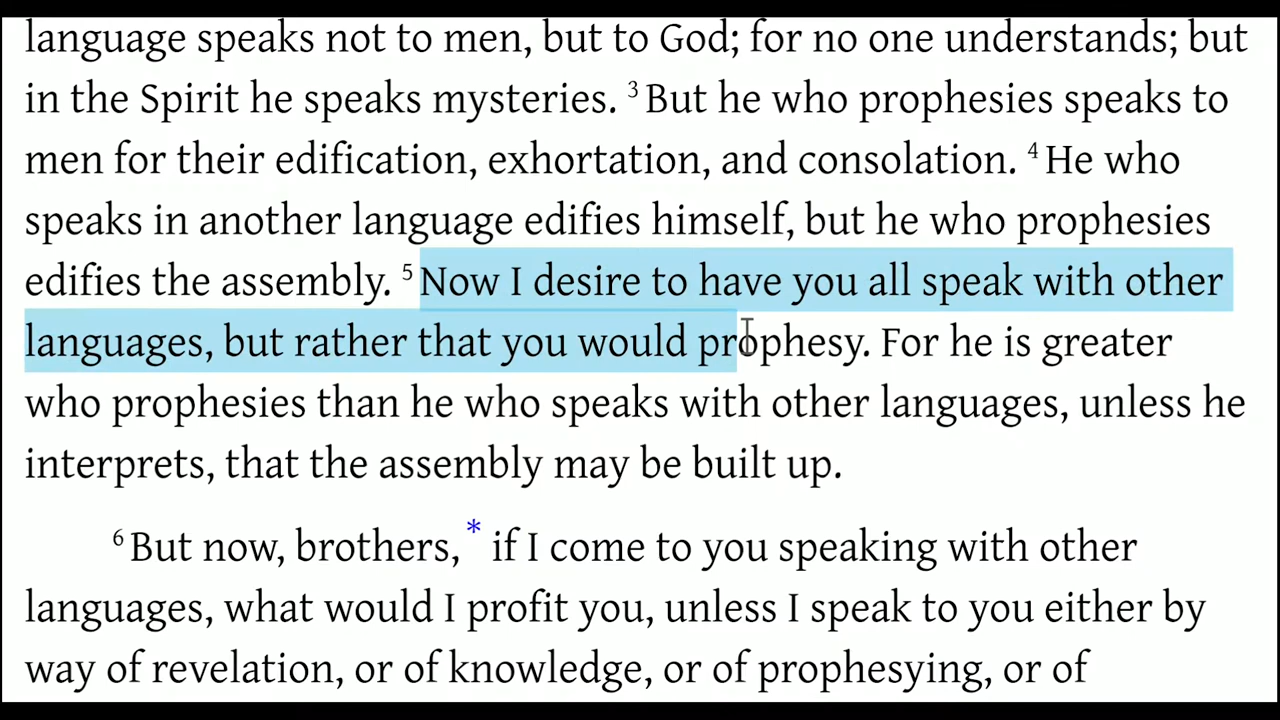 language speaks not to men, but to God; for no one understands; but
in the Spirit he speaks mysteries. 3 But he who prophesies speaks to
men for their edification, exhortation, and consolation. 4 He who
speaks in another language edifies himself, but he who prophesies
edifies the assembly. 5 Now I desire to have you all speak with other
languages, but rather that you would prophesy. For he is greater
who prophesies than he who speaks with other languages, unless he
interprets, that the assembly may be built up.
6 But now, brothers,* if I come to you speaking with other
languages, what would I profit you, unless I speak to you either by
way of revelation, or of knowledge, or of prophesying, or of